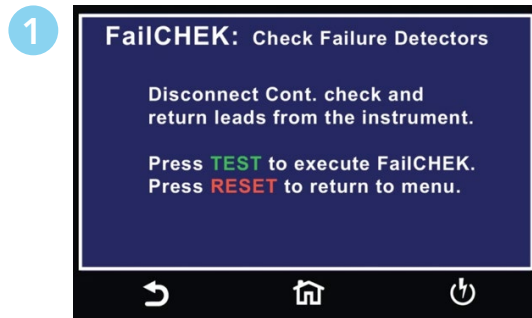 1
FailCHEK: Check Failure Detectors
Disconnect Cont. check and
return leads from the instrument.
Press TEST to execute FailCHEK.
Press RESET to return to menu.